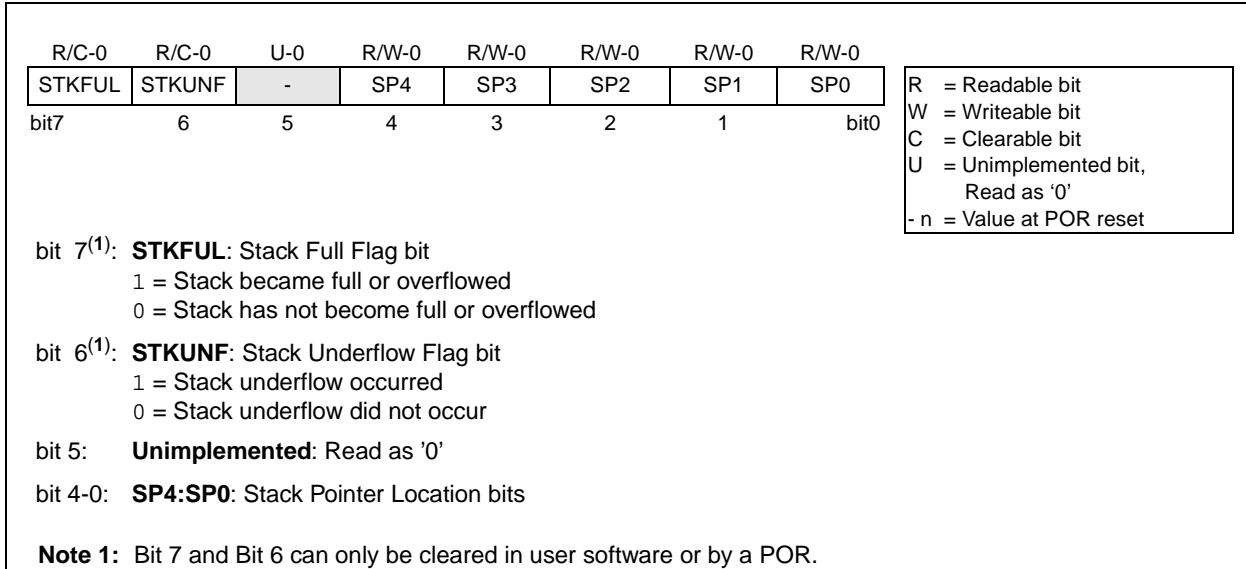 R/C-0 R/C-0 U-0 R/W-0 R/W-0 R/W-0 R/W-0 R/W-0
STKFUL STKUNF - SP4 SP3 SP2 SP1 SP0
bit7 6 5 4 3 2 1 bit0
R = Readable bit
W = Writeable bit
C = Clearable bit
U = Unimplemented bit,
Read as ‘0’
- n = Value at POR reset
bit 7(1): STKFUL: Stack Full Flag bit
1 = Stack became full or overflowed
0 = Stack has not become full or overflowed
bit 6(1): STKUNF: Stack Underflow Flag bit
1 = Stack underflow occurred
0 = Stack underflow did not occur
bit 5: Unimplemented: Read as '0'
bit 4-0: SP4:SP0: Stack Pointer Location bits
Note 1: Bit 7 and Bit 6 can only be cleared in user software or by a POR.